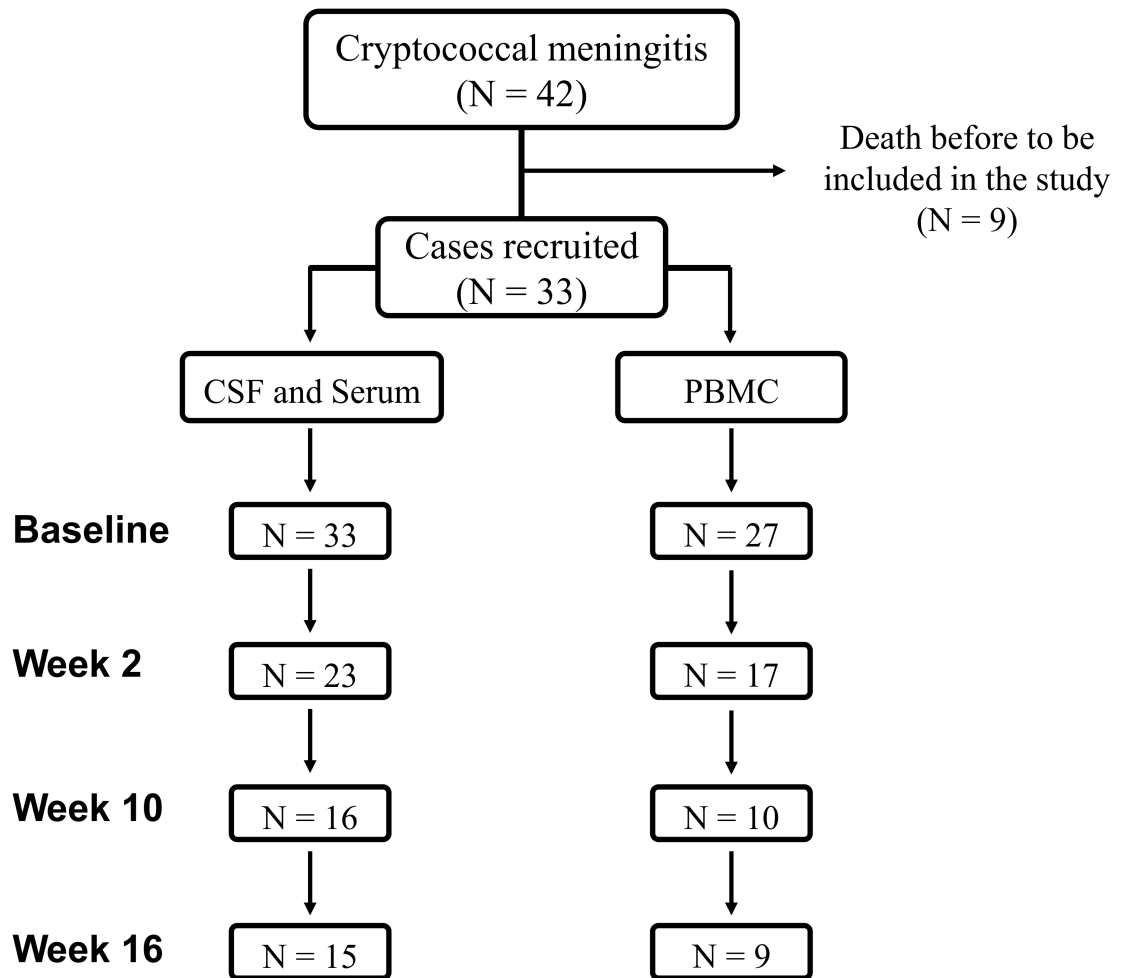 Cryptococcal meningitis
(N = 42)
Death before to be
included in the study
(N = 9)
Cases recruited
(N = 33)
CSF and Serum
PBMC
Baseline
N = 33
N = 27
Week 2
N = 23
N = 17
Week 10
N = 16
N = 10
Week 16
N = 15
N = 9